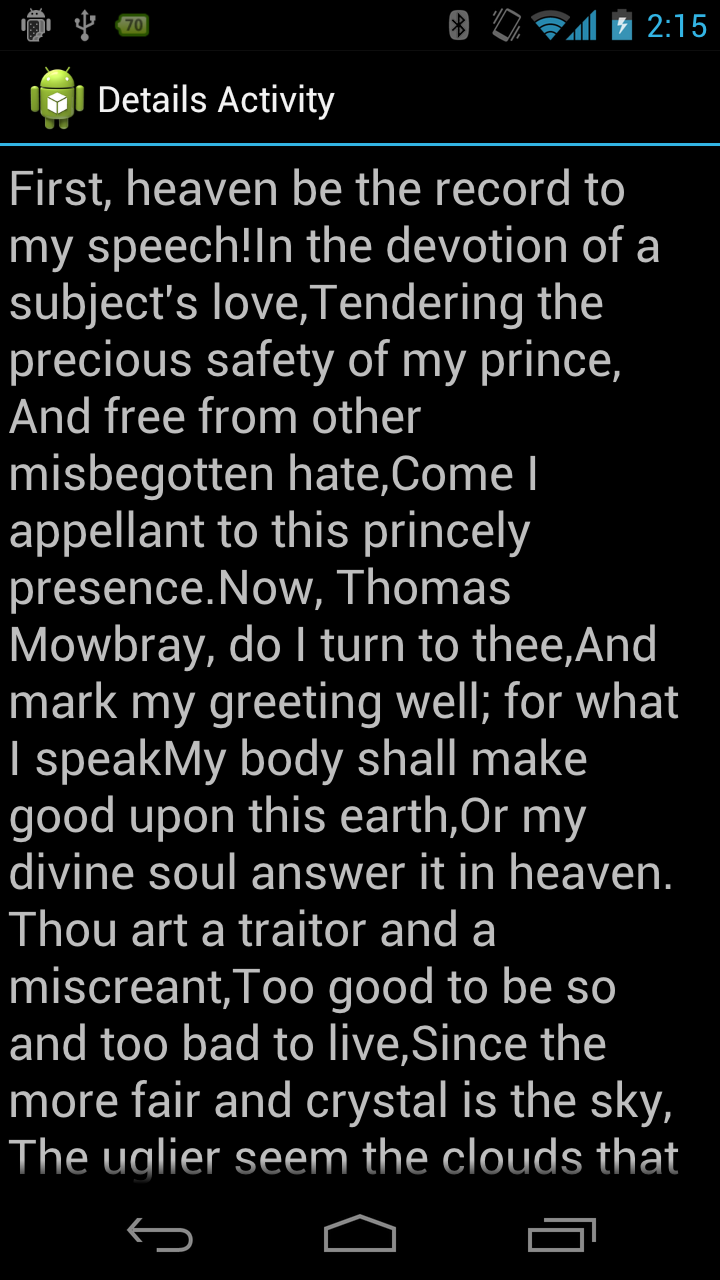 70
2:15
Details Activity
First, heaven be the record to
my speech!In the devotion of a
subject's love,Tendering the
precious safety of my prince,
And free from other
misbegotten hate,Come I
appellant to this princely
presence.Now, Thomas
Mowbray, do I turn to thee,And
mark my greeting well; for what
I speakMy body shall make
good upon this earth,Or my
divine soul answer it in heaven.
Thou art a traitor and a
miscreant,Too good to be so
and too bad to live,Since the
more fair and crystal is the sky,
The uglier seem the clouds that